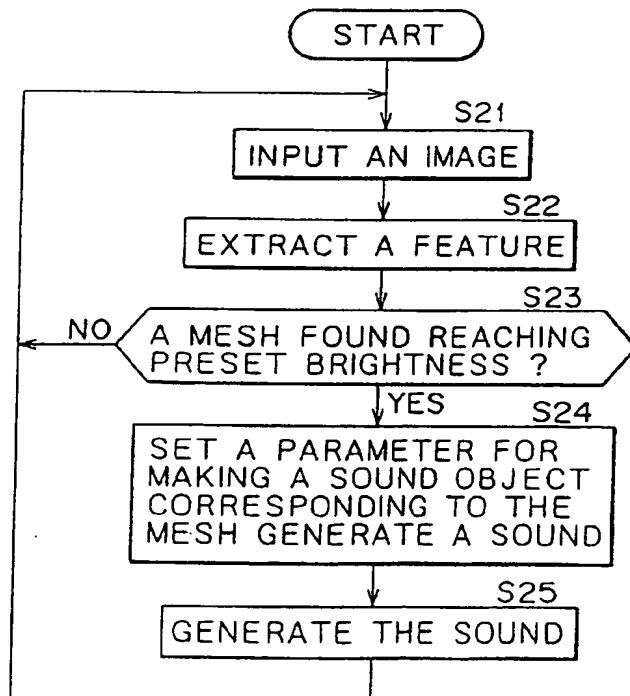 START
S21
INPUT AN IMAGE
S22
EXTRACT A FEATURE
S23
NO
A MESH FOUND REACHING
PRESET BRIGHTNESS ?
YES
S24
SET A PARAMETER FOR
MAKING A SOUND OBJECT
CORRESPONDING TO THE
MESH GENERATE A SOUND
S25
GENERATE THE SOUND